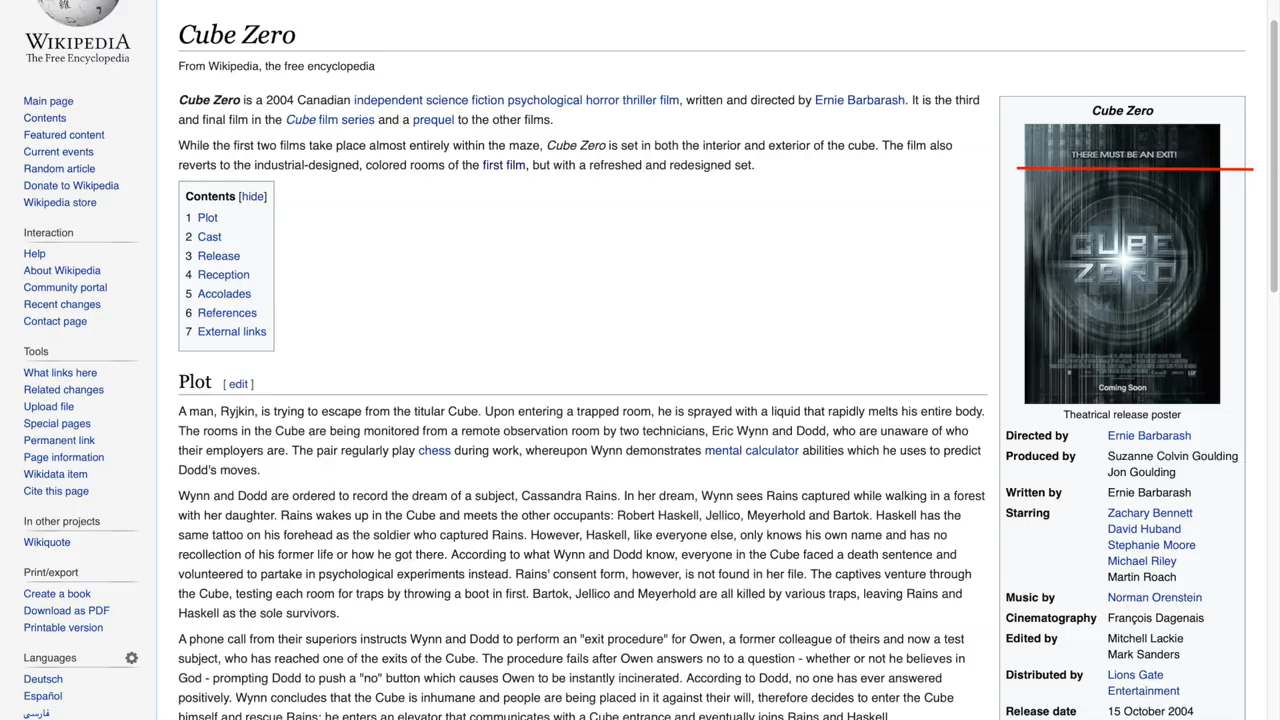 WIKIPEDIA
The Free Encyclopedia
Main page
Contents
Featured content
Current events
Random article
Donate to Wikipedia
Wikipedia store
Interaction
Help
About Wikipedia
Community portal
Recent changes
Contact page
Tools
What links here
Related changes
Upload file
Special pages
Permanent link
Page information
Wikidata item
Cite this page
In other projects
Wikiquote
Print/export
Create a book
Download as PDF
Printable version
Languages
Deutsch
Español
فارسی
Cube Zero
From Wikipedia, the free encyclopedia
Cube Zero is a 2004 Canadian independent science fiction psychological horror thriller film, written and directed by Ernie Barbarash. It is the third
and final film in the Cube film series and a prequel to the other films.
While the first two films take place almost entirely within the maze, Cube Zero is set in both the interior and exterior of the cube. The film also
reverts to the industrial-designed, colored rooms of the first film, but with a refreshed and redesigned set.
Contents [hide]
1 Plot
2 Cast
3 Release
4 Reception
5 Accolades
6 References
7 External links
Plot [ edit ]
A man, Ryjkin, is trying to escape from the titular Cube. Upon entering a trapped room, he is sprayed with a liquid that rapidly melts his entire body.
The rooms in the Cube are being monitored from a remote observation room by two technicians, Eric Wynn and Dodd, who are unaware of who
their employers are. The pair regularly play chess during work, whereupon Wynn demonstrates mental calculator abilities which he uses to predict
Dodd's moves.
Wynn and Dodd are ordered to record the dream of a subject, Cassandra Rains. In her dream, Wynn sees Rains captured while walking in a forest
with her daughter. Rains wakes up in the Cube and meets the other occupants: Robert Haskell, Jellico, Meyerhold and Bartok. Haskell has the
same tattoo on his forehead as the soldier who captured Rains. However, Haskell, like everyone else, only knows his own name and has no
recollection of his former life or how he got there. According to what Wynn and Dodd know, everyone in the Cube faced a death sentence and
volunteered to partake in psychological experiments instead. Rains' consent form, however, is not found in her file. The captives venture through
the Cube, testing each room for traps by throwing a boot in first. Bartok, Jellico and Meyerhold are all killed by various traps, leaving Rains and
Haskell as the sole survivors.
A phone call from their superiors instructs Wynn and Dodd to perform an "exit procedure" for Owen, a former colleague of theirs and now a test
subject, who has reached one of the exits of the Cube. The procedure fails after Owen answers no to a question - whether or not he believes in
God - prompting Dodd to push a "no" button which causes Owen to be instantly incinerated. According to Dodd, no one has ever answered
positively. Wynn concludes that the Cube is inhumane and people are being placed in it against their will, therefore decides to enter the Cube
himself and rescue Rains; he enters an elevator that communicates with a Cube entrance and eventually joins Rains and Haskell.
Cube Zero
THERE MUST BE AN EXIT!
CUBE
ZERO
Coming Soon
Theatrical release poster
Directed by Ernie Barbarash
Produced by Suzanne Colvin Goulding
Jon Goulding
Written by Ernie Barbarash
Starring Zachary Bennett
David Huband
Stephanie Moore
Michael Riley
Martin Roach
Music by Norman Orenstein
Cinematography François Dagenais
Edited by Mitchell Lackie
Mark Sanders
Distributed by Lions Gate
Entertainment
Release date 15 October 2004